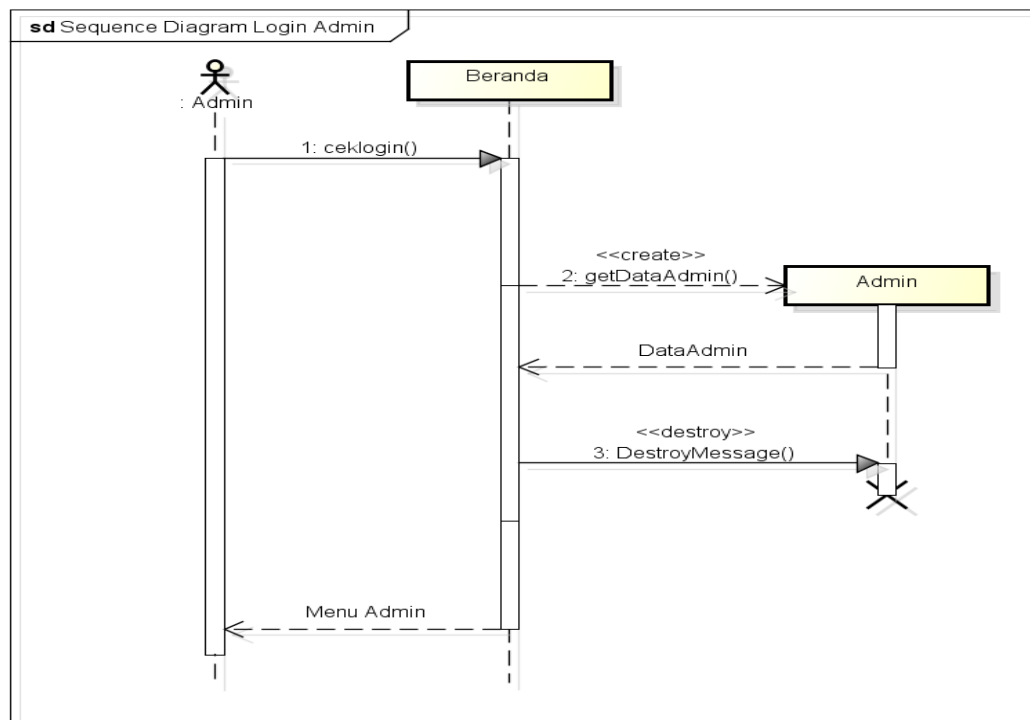 sd Sequence Diagram Login Admin
: Admin
Beranda
1: ceklogin()
<<create>>
2: getDataAdmin()
Admin
DataAdmin
<<destroy>>
3: DestroyMessage()
Menu Admin